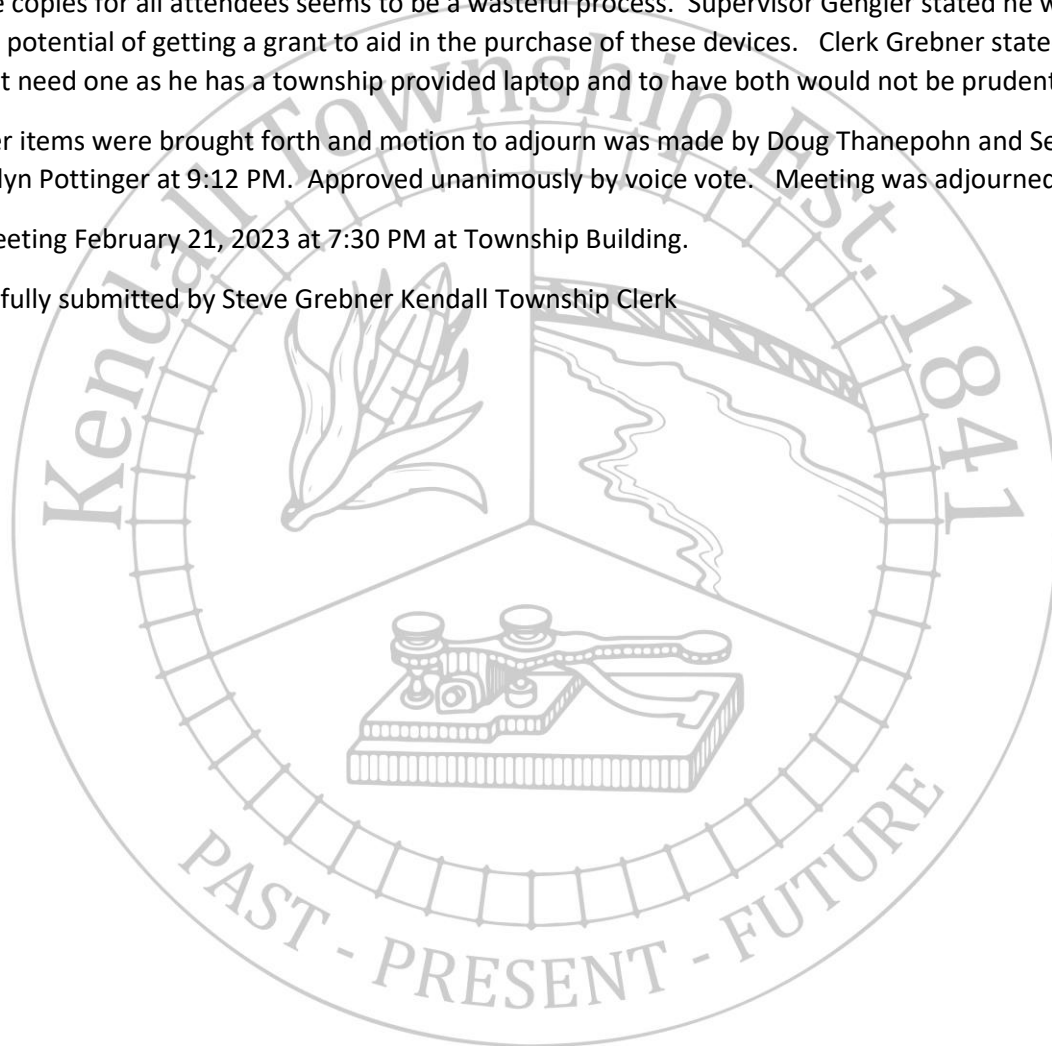 e copies for all attendees seems to be a wasteful process. Supervisor Gengler stated he w
potential of getting a grant to aid in the purchase of these devices. Clerk Grebner state
t need one as he has a township provided laptop and to have both would not be prudent
er items were brought forth and motion to adjourn was made by Doug Thanepohn and Se
lyn Pottinger at 9:12 PM. Approved unanimously by voice vote. Meeting was adjourned
eeting February 21, 2023 at 7:30 PM at Township Building.
fully submitted by Steve Grebner Kendall Township Clerk
Kendall Township Est. 1841
PAST - PRESENT - FUTURE